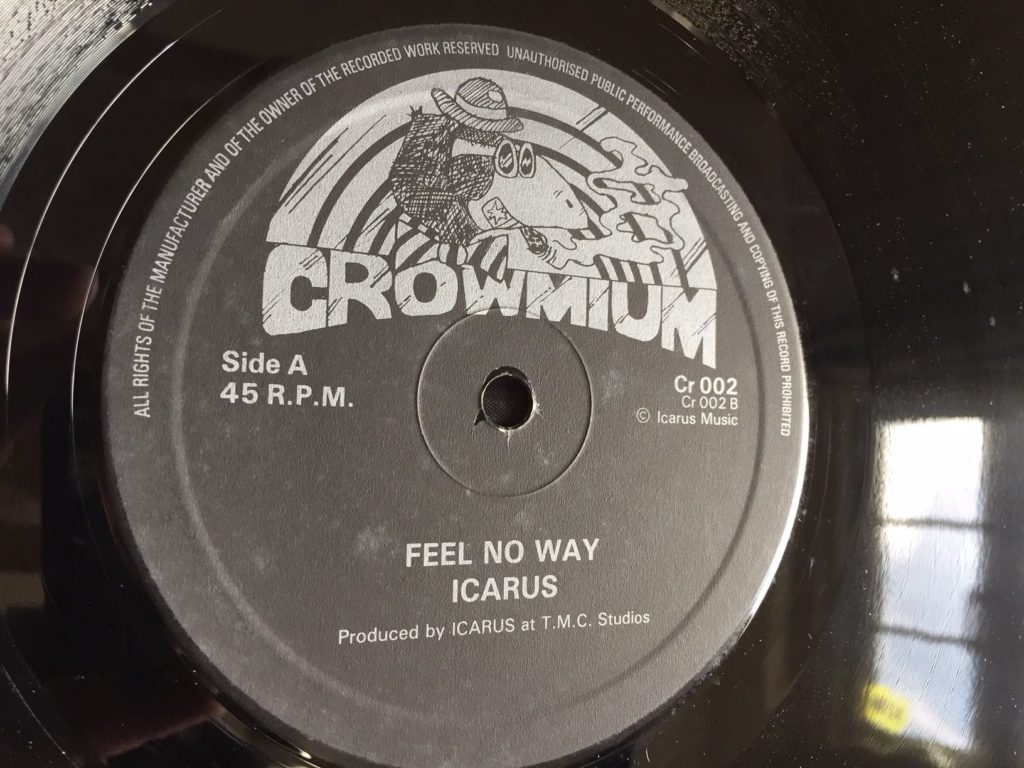 ALL RIGHTS OF THE MANUFACTURER AND OF THE OWNER OF THE RECORDED WORK RESERVED UNAUTHORISED PUBLIC PERFORMANCE BROADCASTING AND COPYING OF THIS RECORD PROHIBITED
CROWMIUM
Side A
45 R.P.M.
Cr 002
Cr 002 B
© Icarus Music
FEEL NO WAY
ICARUS
Produced by ICARUS at T.M.C. Studios